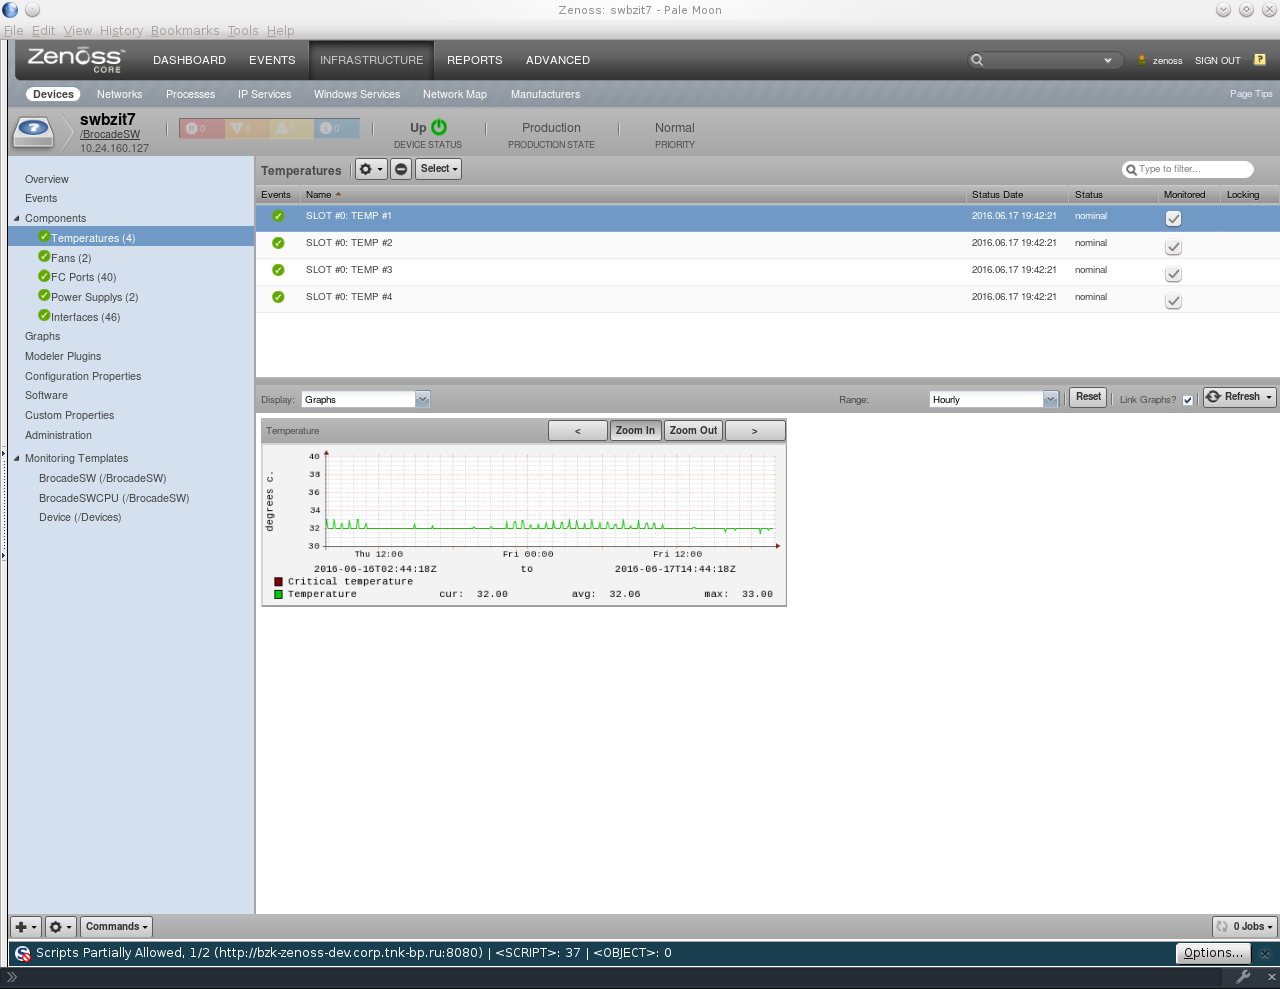 Zenoss: swbzit7 - Pale Moon
File Edit View History Bookmarks Tools Help
Zenoss CORE DASHBOARD EVENTS INFRASTRUCTURE REPORTS ADVANCED zenoss SIGN OUT ?
Devices Networks Processes IP Services Windows Services Network Map Manufacturers Page Tips
swbzit7
/BrocadeSW
10.24.160.127
0 0 0 0
Up
DEVICE STATUS
Production
PRODUCTION STATE
Normal
PRIORITY
Overview
Events
Components
Temperatures (4)
Fans (2)
FC Ports (40)
Power Supplys (2)
Interfaces (46)
Graphs
Modeler Plugins
Configuration Properties
Software
Custom Properties
Administration
Monitoring Templates
BrocadeSW (/BrocadeSW)
BrocadeSWCPU (/BrocadeSW)
Device (/Devices)
Temperatures Select Type to filter...
Events Name Status Date Status Monitored Locking
SLOT #0: TEMP #1 2016.06.17 19:42:21 nominal
SLOT #0: TEMP #2 2016.06.17 19:42:21 nominal
SLOT #0: TEMP #3 2016.06.17 19:42:21 nominal
SLOT #0: TEMP #4 2016.06.17 19:42:21 nominal
Display: Graphs Range: Hourly Reset Link Graphs? Refresh
Temperature < Zoom In Zoom Out >
degrees c.
40
38
36
34
32
30
Thu 12:00 Fri 00:00 Fri 12:00
2016-06-16T02:44:18Z to 2016-06-17T14:44:18Z
Critical temperature
Temperature cur: 32.00 avg: 32.06 max: 33.00
Commands 0 Jobs
Scripts Partially Allowed, 1/2 (http://bzk-zenoss-dev.corp.tnk-bp.ru:8080) | <SCRIPT>: 37 | <OBJECT>: 0 Options...